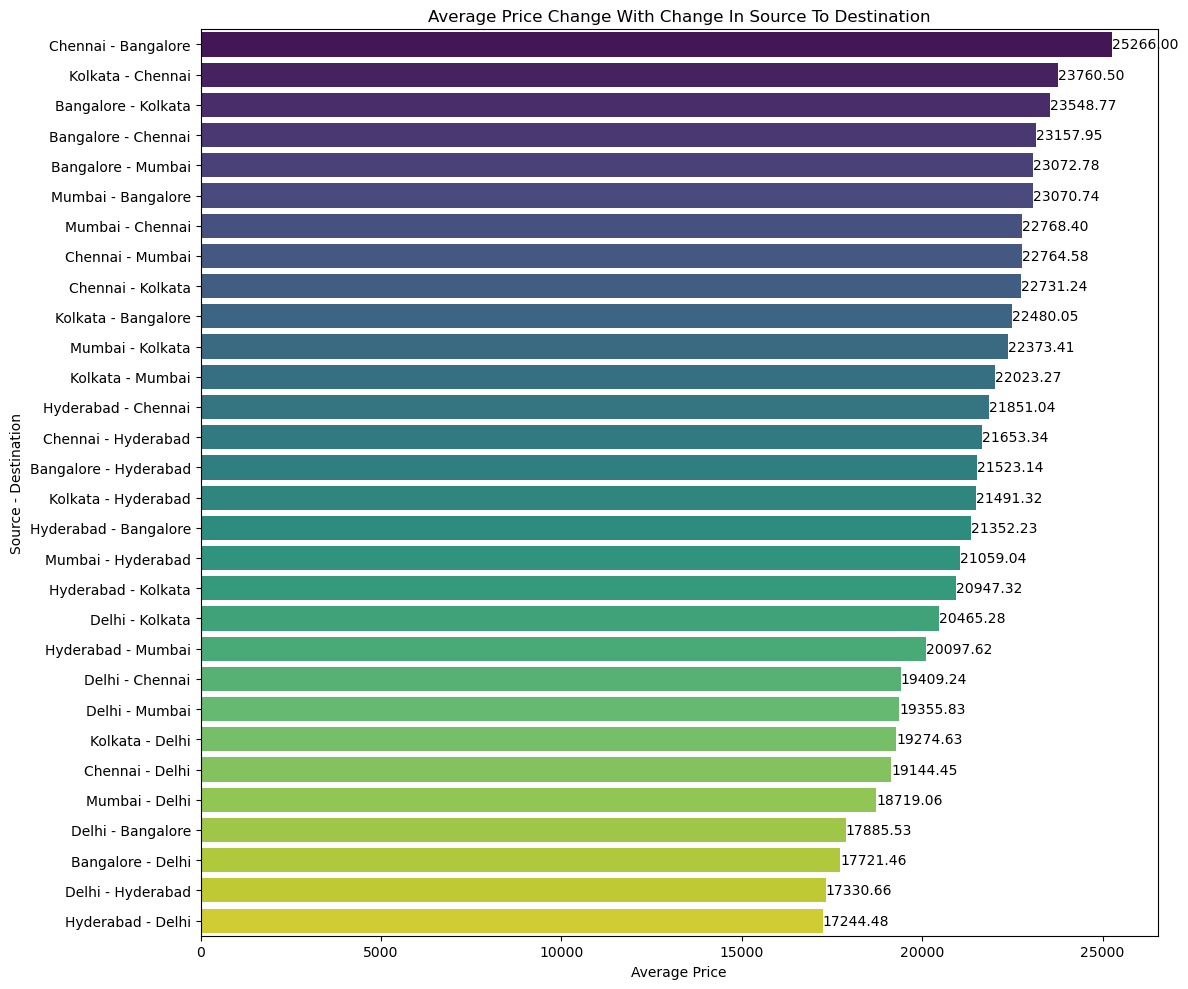 Average Price Change With Change In Source To Destination
Source - Destination
Chennai - Bangalore 25266.00
Kolkata - Chennai 23760.50
Bangalore - Kolkata 23548.77
Bangalore - Chennai 23157.95
Bangalore - Mumbai 23072.78
Mumbai - Bangalore 23070.74
Mumbai - Chennai 22768.40
Chennai - Mumbai 22764.58
Chennai - Kolkata 22731.24
Kolkata - Bangalore 22480.05
Mumbai - Kolkata 22373.41
Kolkata - Mumbai 22023.27
Hyderabad - Chennai 21851.04
Chennai - Hyderabad 21653.34
Bangalore - Hyderabad 21523.14
Kolkata - Hyderabad 21491.32
Hyderabad - Bangalore 21352.23
Mumbai - Hyderabad 21059.04
Hyderabad - Kolkata 20947.32
Delhi - Kolkata 20465.28
Hyderabad - Mumbai 20097.62
Delhi - Chennai 19409.24
Delhi - Mumbai 19355.83
Kolkata - Delhi 19274.63
Chennai - Delhi 19144.45
Mumbai - Delhi 18719.06
Delhi - Bangalore 17885.53
Bangalore - Delhi 17721.46
Delhi - Hyderabad 17330.66
Hyderabad - Delhi 17244.48
0 5000 10000 15000 20000 25000
Average Price